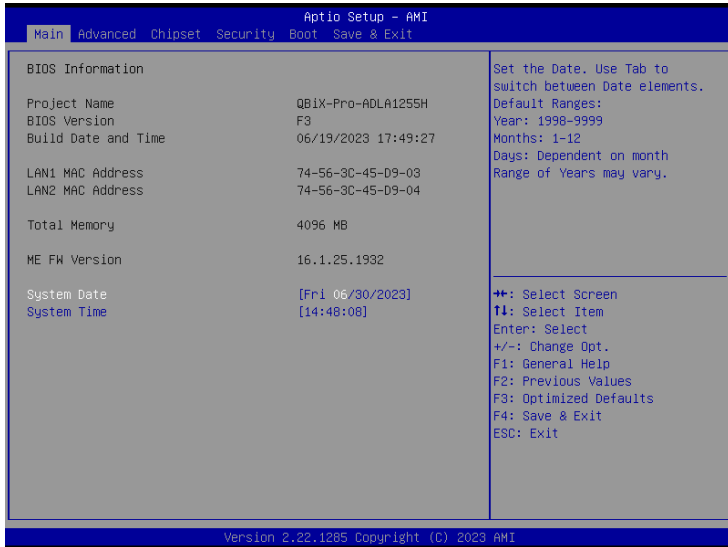 Aptio Setup – AMI
Main Advanced Chipset Security Boot Save & Exit
BIOS Information
Project Name QBiX-Pro-ADLA1255H
BIOS Version F3
Build Date and Time 06/19/2023 17:49:27
LAN1 MAC Address 74-56-3C-45-D9-03
LAN2 MAC Address 74-56-3C-45-D9-04
Total Memory 4096 MB
ME FW Version 16.1.25.1932
System Date [Fri 06/30/2023]
System Time [14:48:08]
Set the Date. Use Tab to
switch between Date elements.
Default Ranges:
Year: 1998-9999
Months: 1-12
Days: Dependent on month
Range of Years may vary.
→←: Select Screen
↑↓: Select Item
Enter: Select
+/-: Change Opt.
F1: General Help
F2: Previous Values
F3: Optimized Defaults
F4: Save & Exit
ESC: Exit
Version 2.22.1285 Copyright (C) 2023 AMI